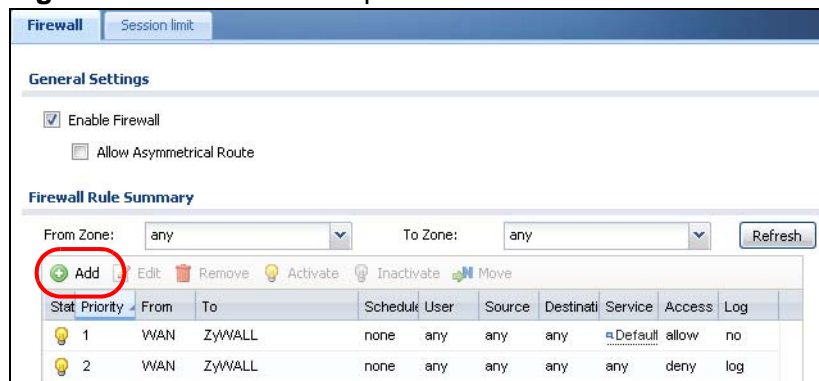 Firewall Session limit
General Settings
Enable Firewall
Allow Asymmetrical Route
Firewall Rule Summary
From Zone: any To Zone: any Refresh
Add Edit Remove Activate Inactivate Move
Stat Priority From To Schedule User Source Destinati Service Access Log
1 WAN ZyWALL none any any any Default allow no
2 WAN ZyWALL none any any any any deny log